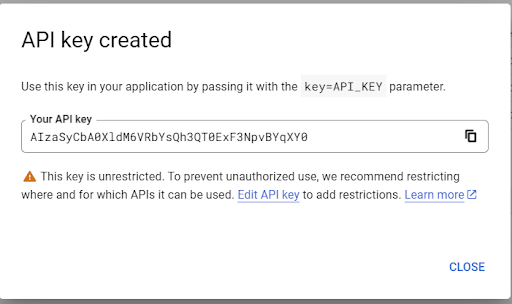 API key created
Use this key in your application by passing it with the key=API_KEY parameter.
Your API key
AIzaSyCbA0XldM6VRbYsQh3QT0ExF3NpvBYqXY0
This key is unrestricted. To prevent unauthorized use, we recommend restricting
where and for which APIs it can be used. Edit API key to add restrictions. Learn more
CLOSE